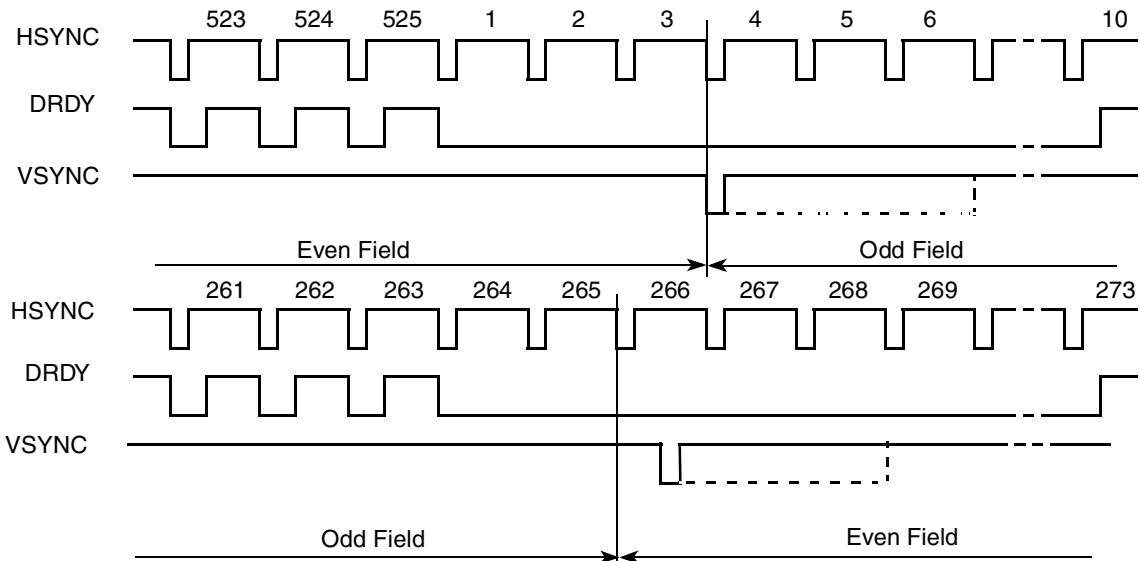 523 524 525 1 2 3 4 5 6 10
HSYNC
DRDY
VSYNC
Even Field Odd Field
261 262 263 264 265 266 267 268 269 273
HSYNC
DRDY
VSYNC
Odd Field Even Field